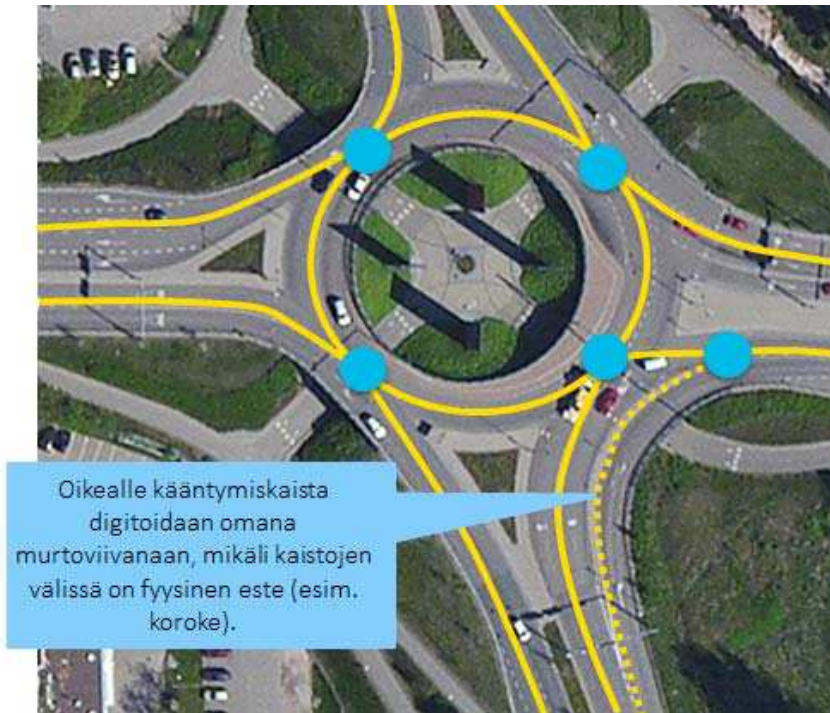 Oikealle kääntymiskaista
digitoidaan omana
murtoviivanaan, mikäli kaistojen
välissä on fyysinen este (esim.
koroke).